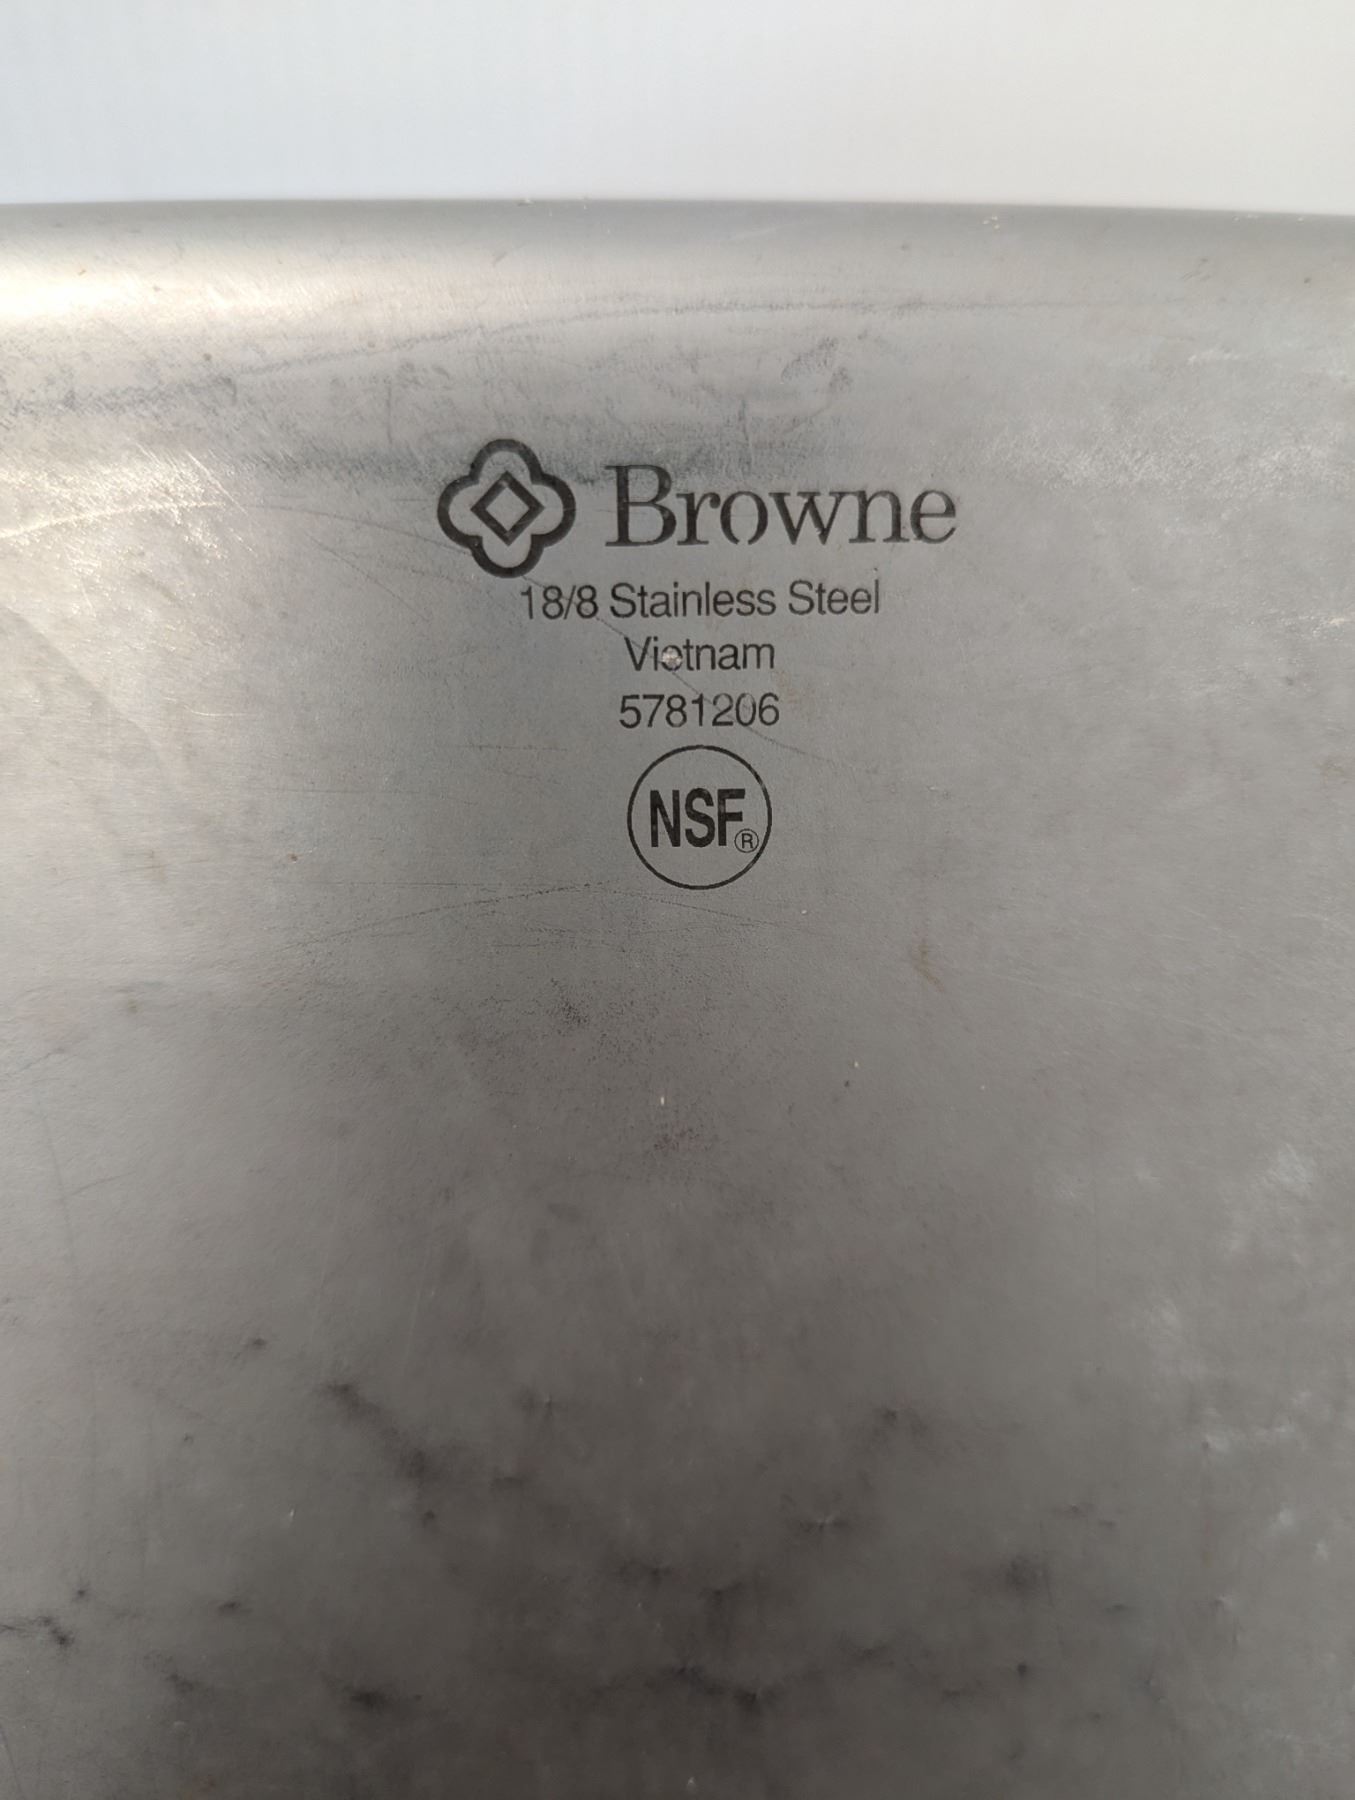 Browne
18/8 Stainless Steel
Vietnam
5781206
NSF®